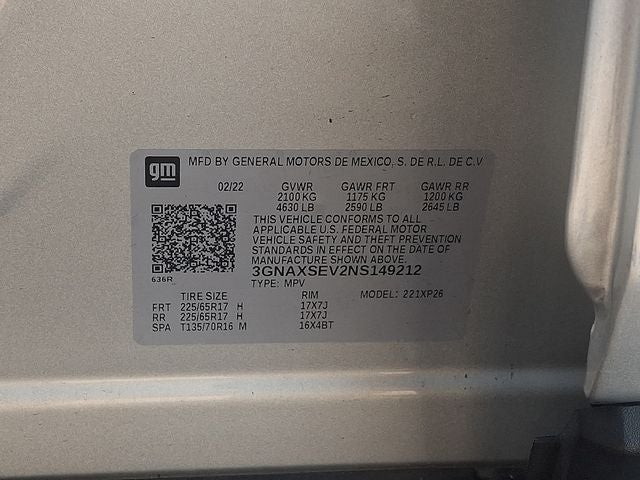 gm MFD BY GENERAL MOTORS DE MEXICO, S. DE R.L. DE C.V
02/22 GVWR GAWR FRT GAWR RR
2100 KG 1175 KG 1200 KG
4630 LB 2590 LB 2645 LB
THIS VEHICLE CONFORMS TO ALL
APPLICABLE U.S. FEDERAL MOTOR
VEHICLE SAFETY AND THEFT PREVENTION
STANDARDS IN EFFECT ON THE DATE OF
MANUFACTURE SHOWN ABOVE.
3GNAXSEV2NS149212
636R
TYPE: MPV
TIRE SIZE RIM MODEL: 221XP26
FRT 225/65R17 H 17X7J
RR 225/65R17 H 17X7J
SPA T135/70R16 M 16X4BT